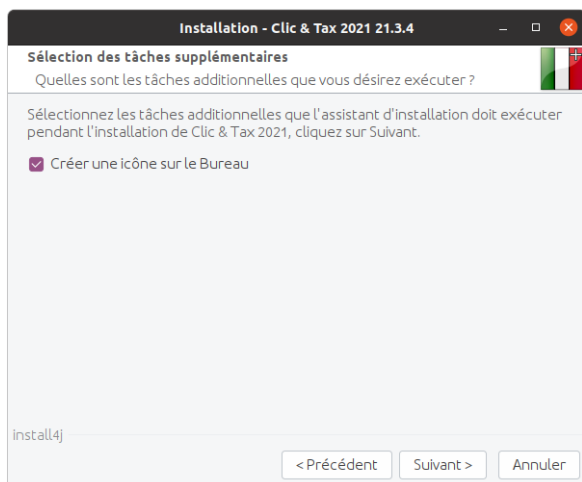 Installation - Clic & Tax 2021 21.3.4
Sélection des tâches supplémentaires
Quelles sont les tâches additionnelles que vous désirez exécuter ?
Sélectionnez les tâches additionnelles que l'assistant d'installation doit exécuter
pendant l'installation de Clic & Tax 2021, cliquez sur Suivant.
Créer une icône sur le Bureau
install4j
< Précédent
Suivant >
Annuler